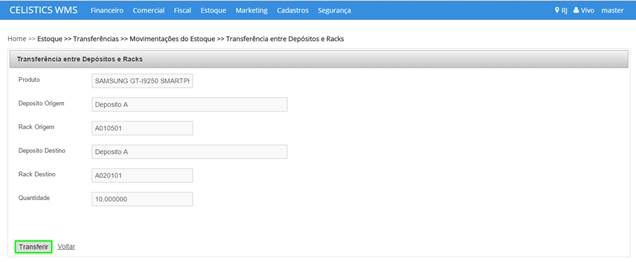 CELISTICS WMS Financeiro Comercial Fiscal Estoque Marketing Cadastros Segurança RJ Vivo master
Home >> Estoque >> Transferências >> Movimentações do Estoque >> Transferência entre Depósitos e Racks
Transferência entre Depósitos e Racks
Produto SAMSUNG GT-I9250 SMARTPH
Deposito Origem Deposito A
Rack Origem A010501
Deposito Destino Deposito A
Rack Destino A020101
Quantidade 10.000000
Transferir Voltar